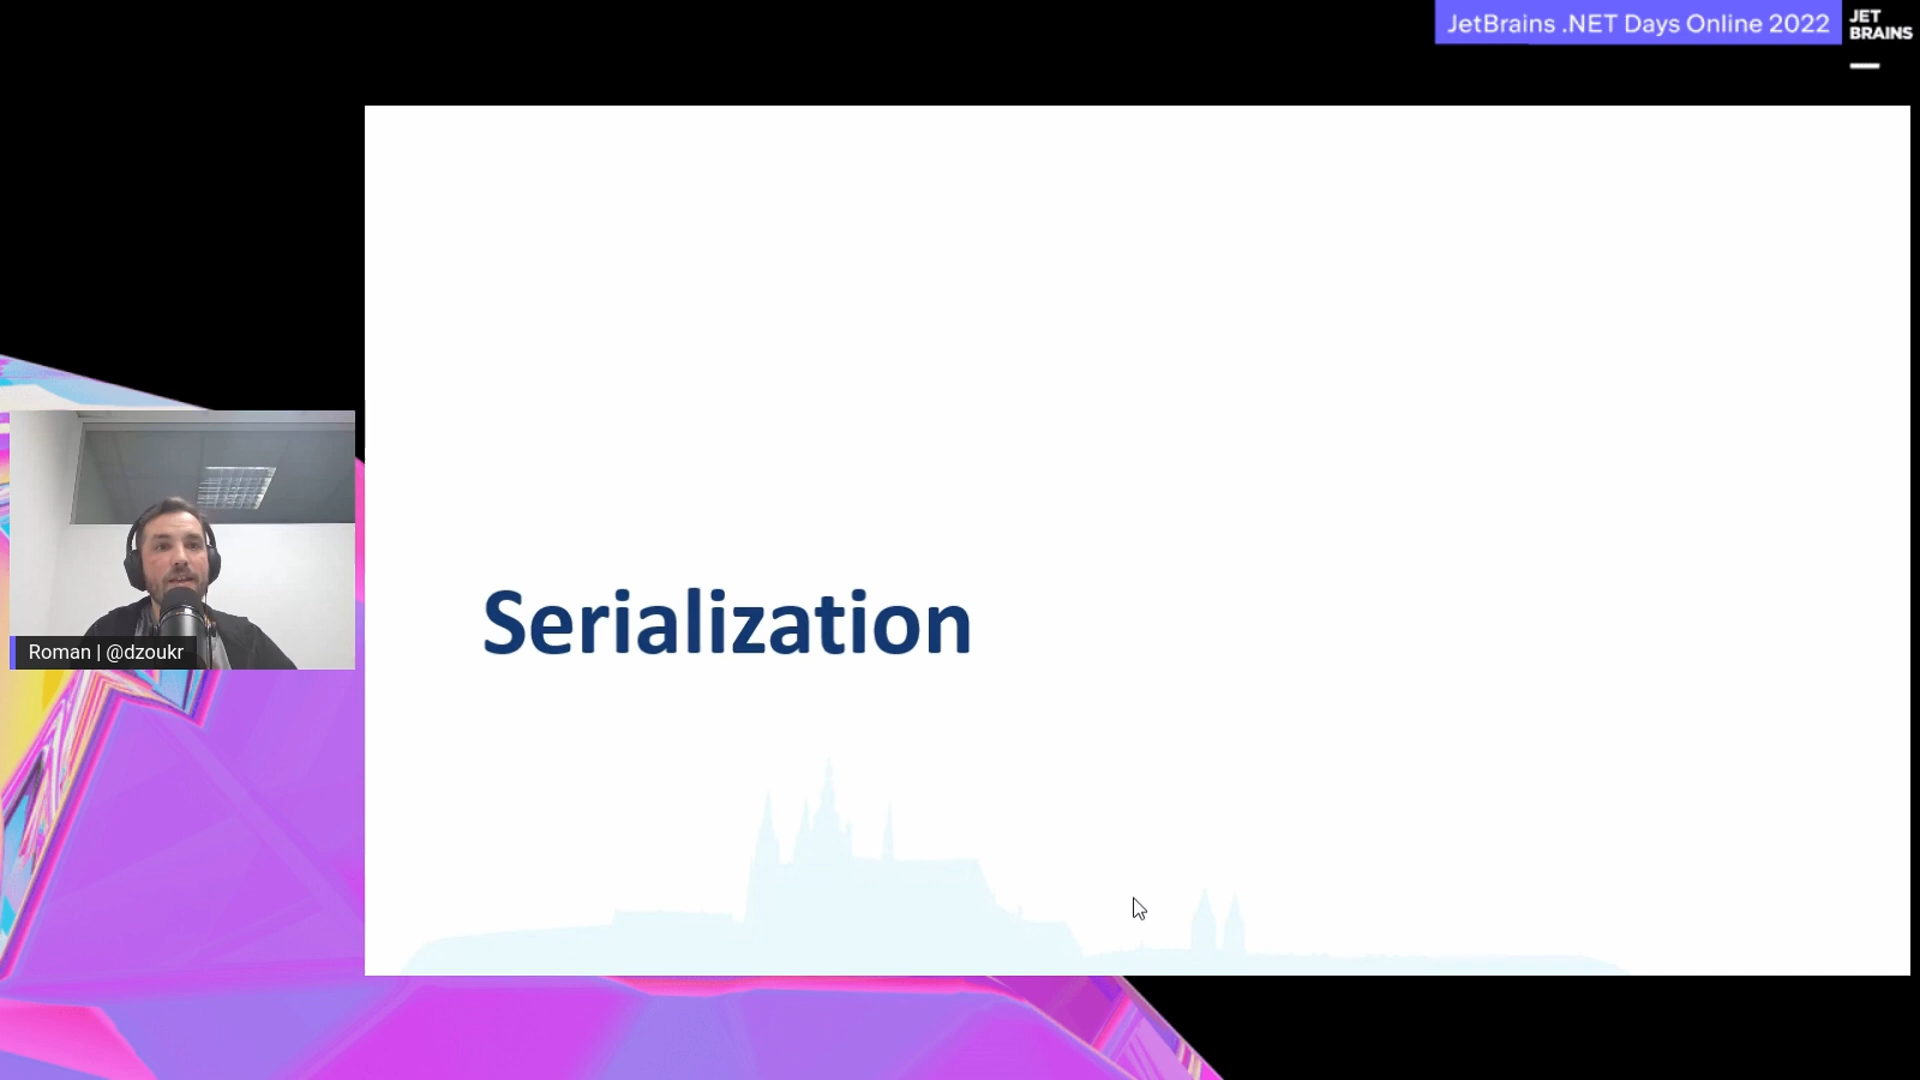 JetBrains .NET Days Online 2022
JET
BRAINS
Serialization
Roman | @dzoukr